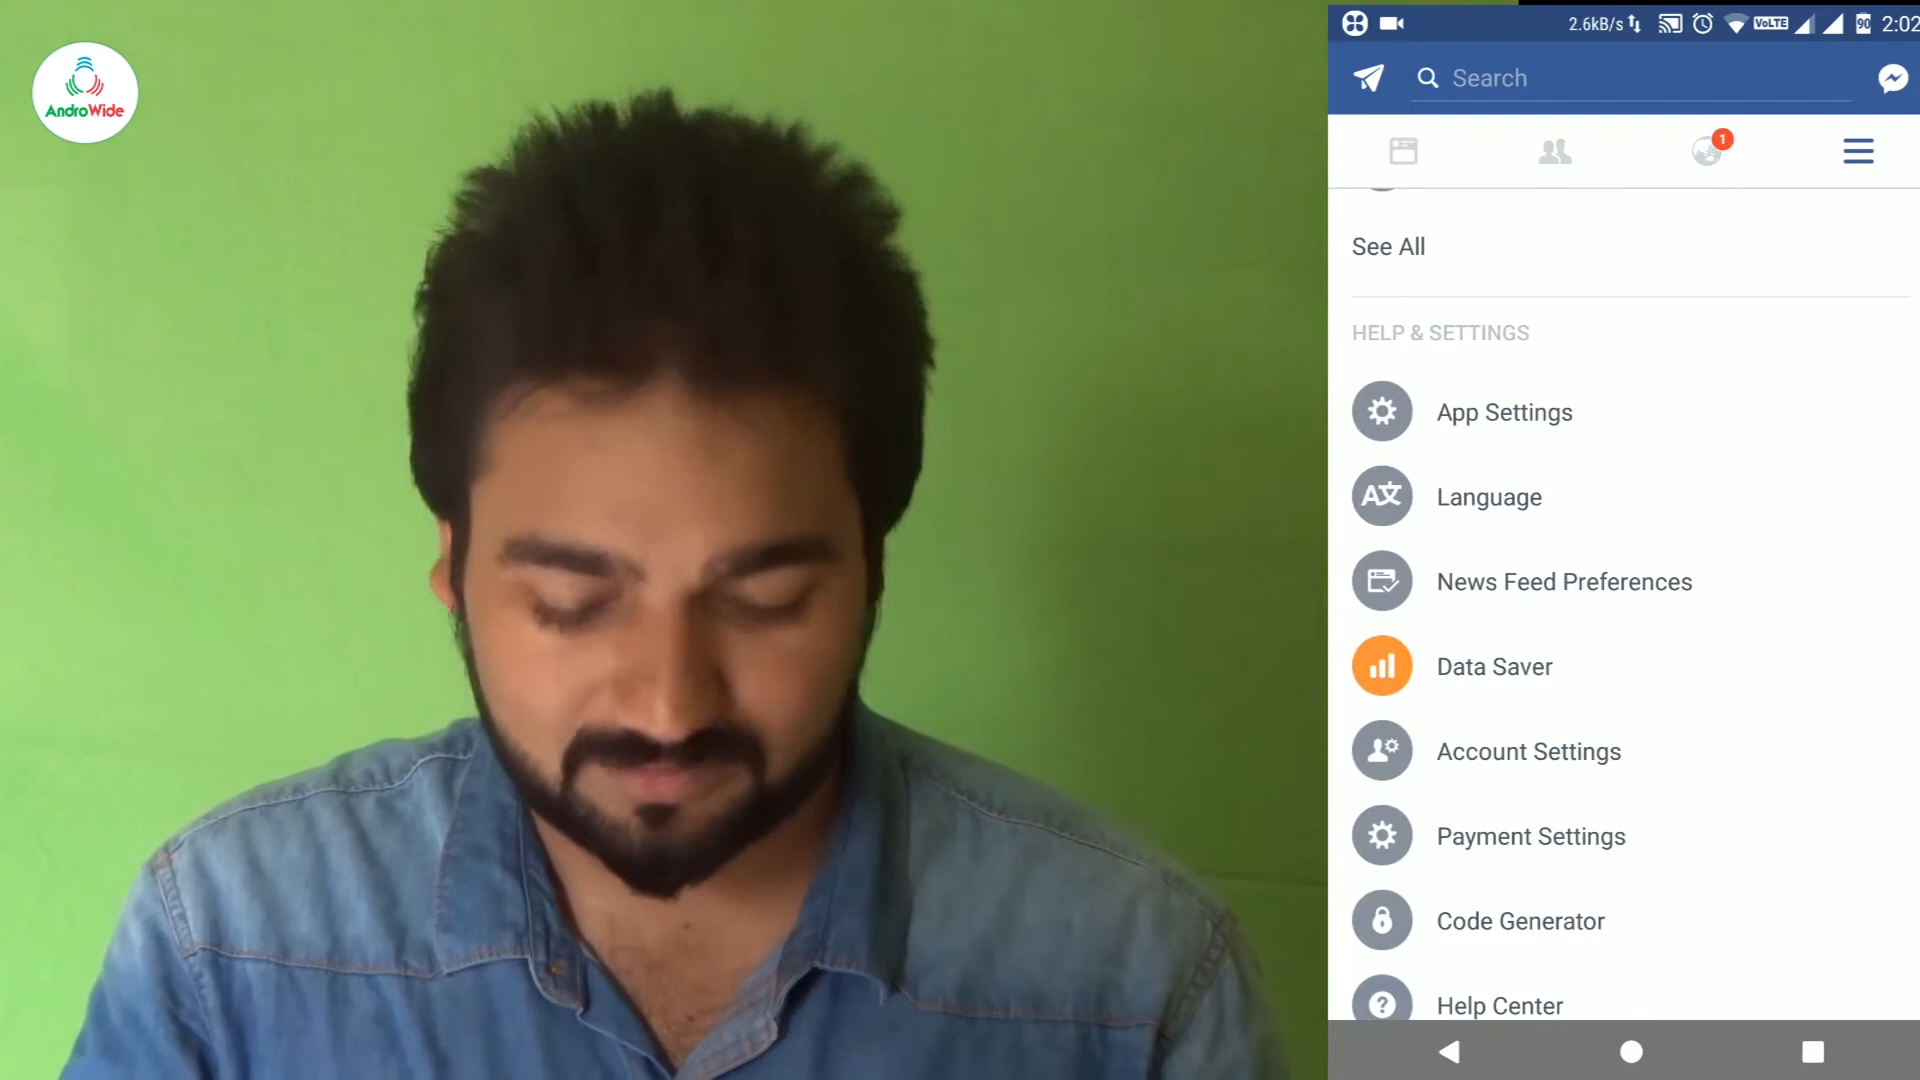 AndroWide
2.6kB/s VoLTE 90 2:02
Search
1
See All
HELP & SETTINGS
App Settings
Language
News Feed Preferences
Data Saver
Account Settings
Payment Settings
Code Generator
Help Center